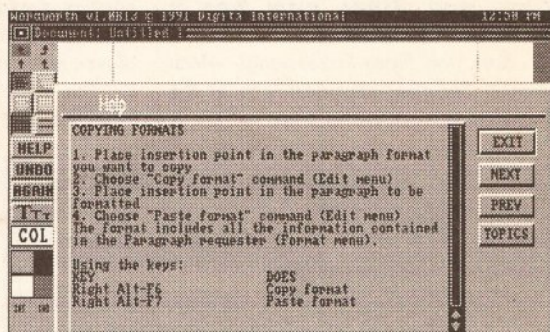 Wordworth v1.0B13 © 1991 Digita International 12:58 PM
Document: Untitled 1
Help
COPYING FORMATS
1. Place insertion point in the paragraph format
you want to copy
2. Choose "Copy format" command (Edit menu)
3. Place insertion point in the paragraph to be
formatted
4. Choose "Paste format" command (Edit menu)
The format includes all the information contained
in the Paragraph requester (Format menu).
Using the keys:
KEY DOES
Right Alt-F6 Copy format
Right Alt-F7 Paste format
EXIT
NEXT
PREV
TOPICS
HELP
UNDO
AGAIN
TTT
COL